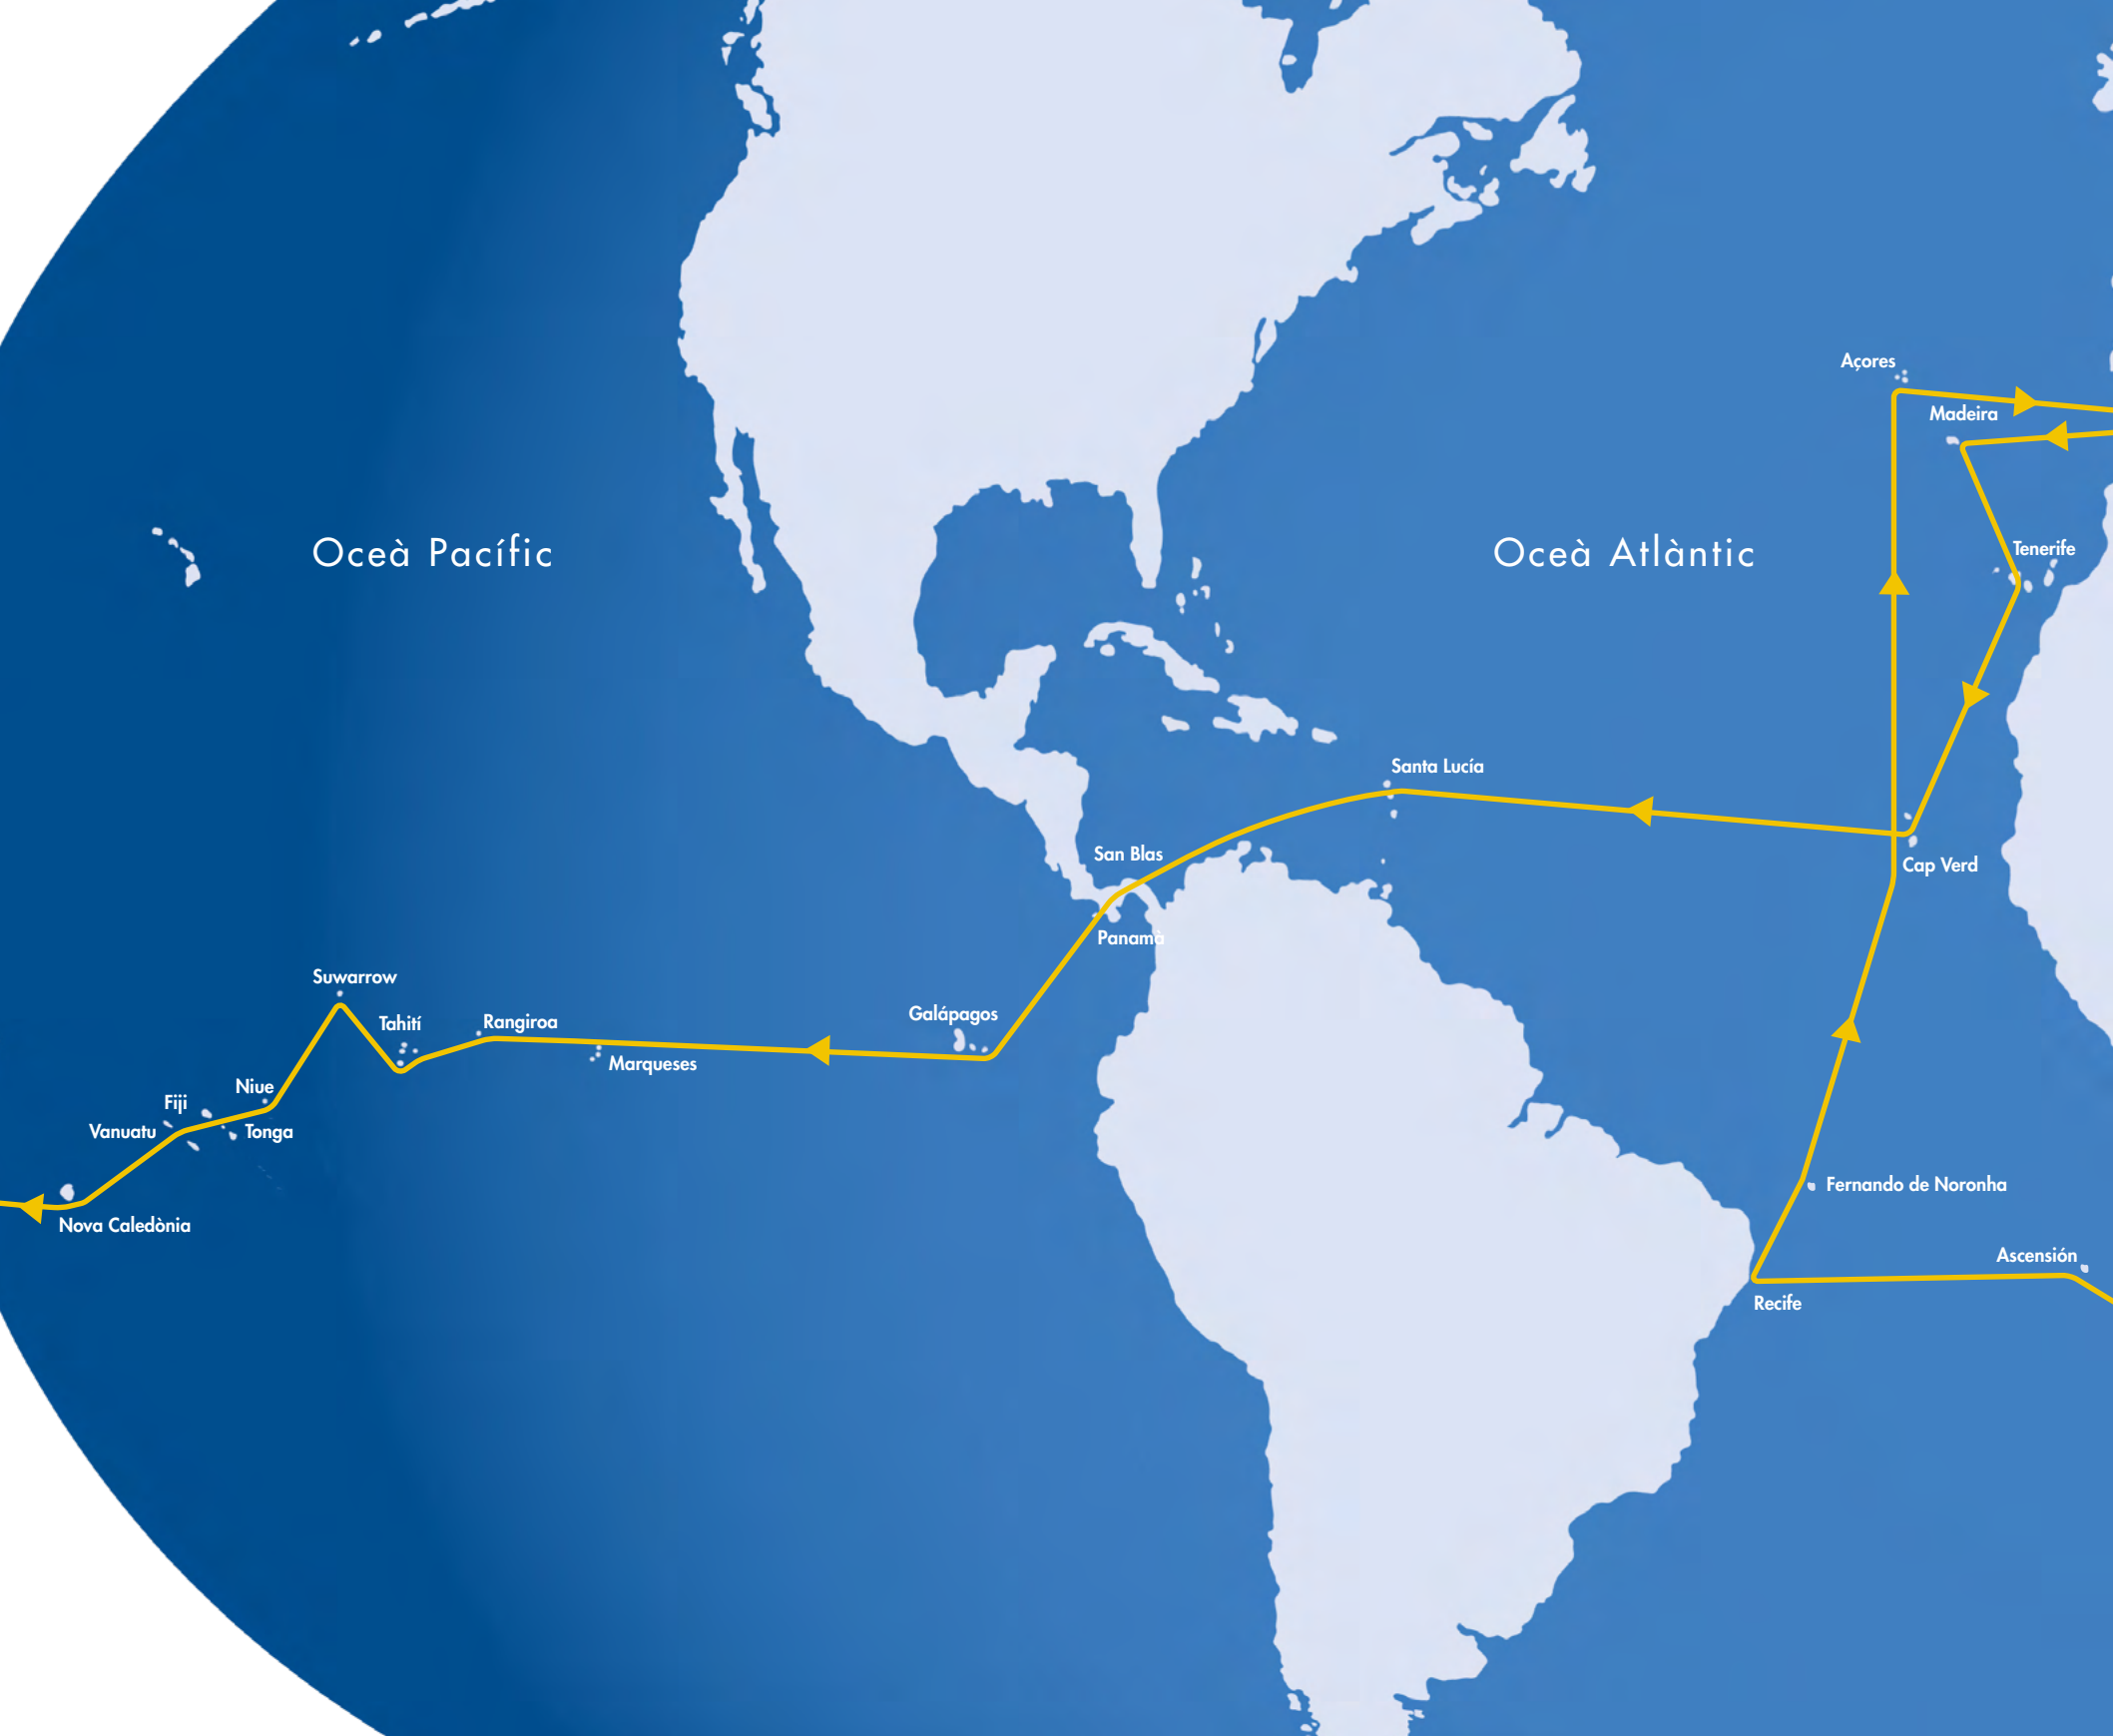 Açores
Madeira
Oceà Pacífic
Oceà Atlàntic
Tenerife
Santa Lucía
San Blas
Cap Verd
Panamà
Suwarrow
Galápagos
Tahití
Rangiroa
Marqueses
Niue
Fiji
Vanuatu
Tonga
Fernando de Noronha
Nova Caledònia
Ascensión
Recife